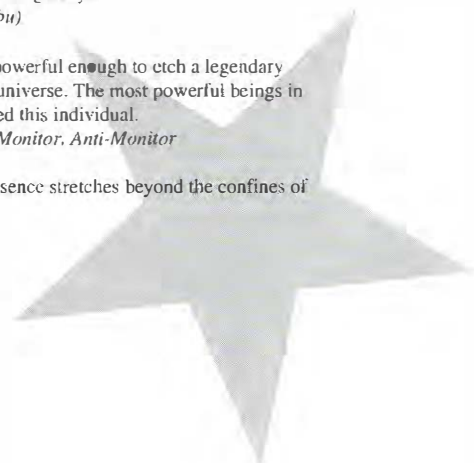 bu)
powerful enough to etch a legendary
universe. The most powerful beings in
ed this individual.
Monitor, Anti-Monitor
sence stretches beyond the confines of